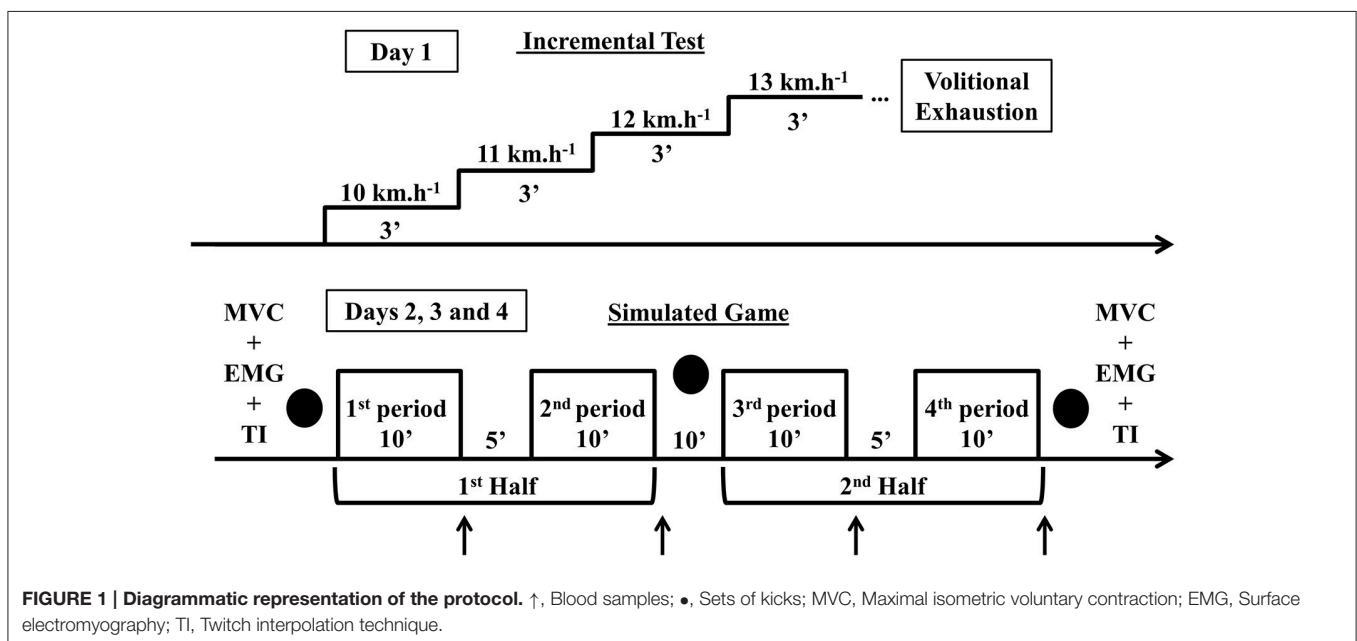 Day 1
Incremental Test
10 km.h-1
3’
11 km.h-1
3’
12 km.h-1
3’
13 km.h-1
3’
...
Volitional
Exhaustion
Days 2, 3 and 4
Simulated Game
MVC
+
EMG
+
TI
1st period
10’
5’
2nd period
10’
10’
3rd period
10’
5’
4th period
10’
MVC
+
EMG
+
TI
1st Half
2nd Half
FIGURE 1 | Diagrammatic representation of the protocol. ↑, Blood samples; •, Sets of kicks; MVC, Maximal isometric voluntary contraction; EMG, Surface
electromyography; TI, Twitch interpolation technique.